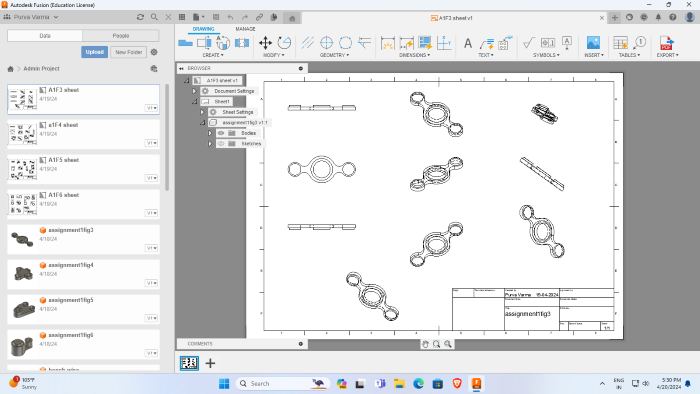 Autodesk Fusion (Education License)
Purva Varma
A1F3 sheet v1
Data
People
DRAWING
MANAGE
Upload
New Folder
CREATE
MODIFY
GEOMETRY
DIMENSIONS
TEXT
SYMBOLS
INSERT
TABLES
EXPORT
Admin Project
BROWSER
A1F3 sheet v1
Document Settings
Sheet1
Sheet Settings
assignment1fig3 v1:1
Bodies
Sketches
A1F3 sheet
4/19/24
V1
a1F4 sheet
4/19/24
V1
A1F5 sheet
4/19/24
V1
A1F6 sheet
4/19/24
V1
assignment1fig3
4/18/24
V1
assignment1fig4
4/18/24
V1
assignment1fig5
4/18/24
V1
assignment1fig6
4/18/24
V1
Purva Varma 19-04-2024
assignment1fig3
1/1
COMMENTS
105°F
Sunny
Search
ENG
IN
5:30 PM
4/20/2024